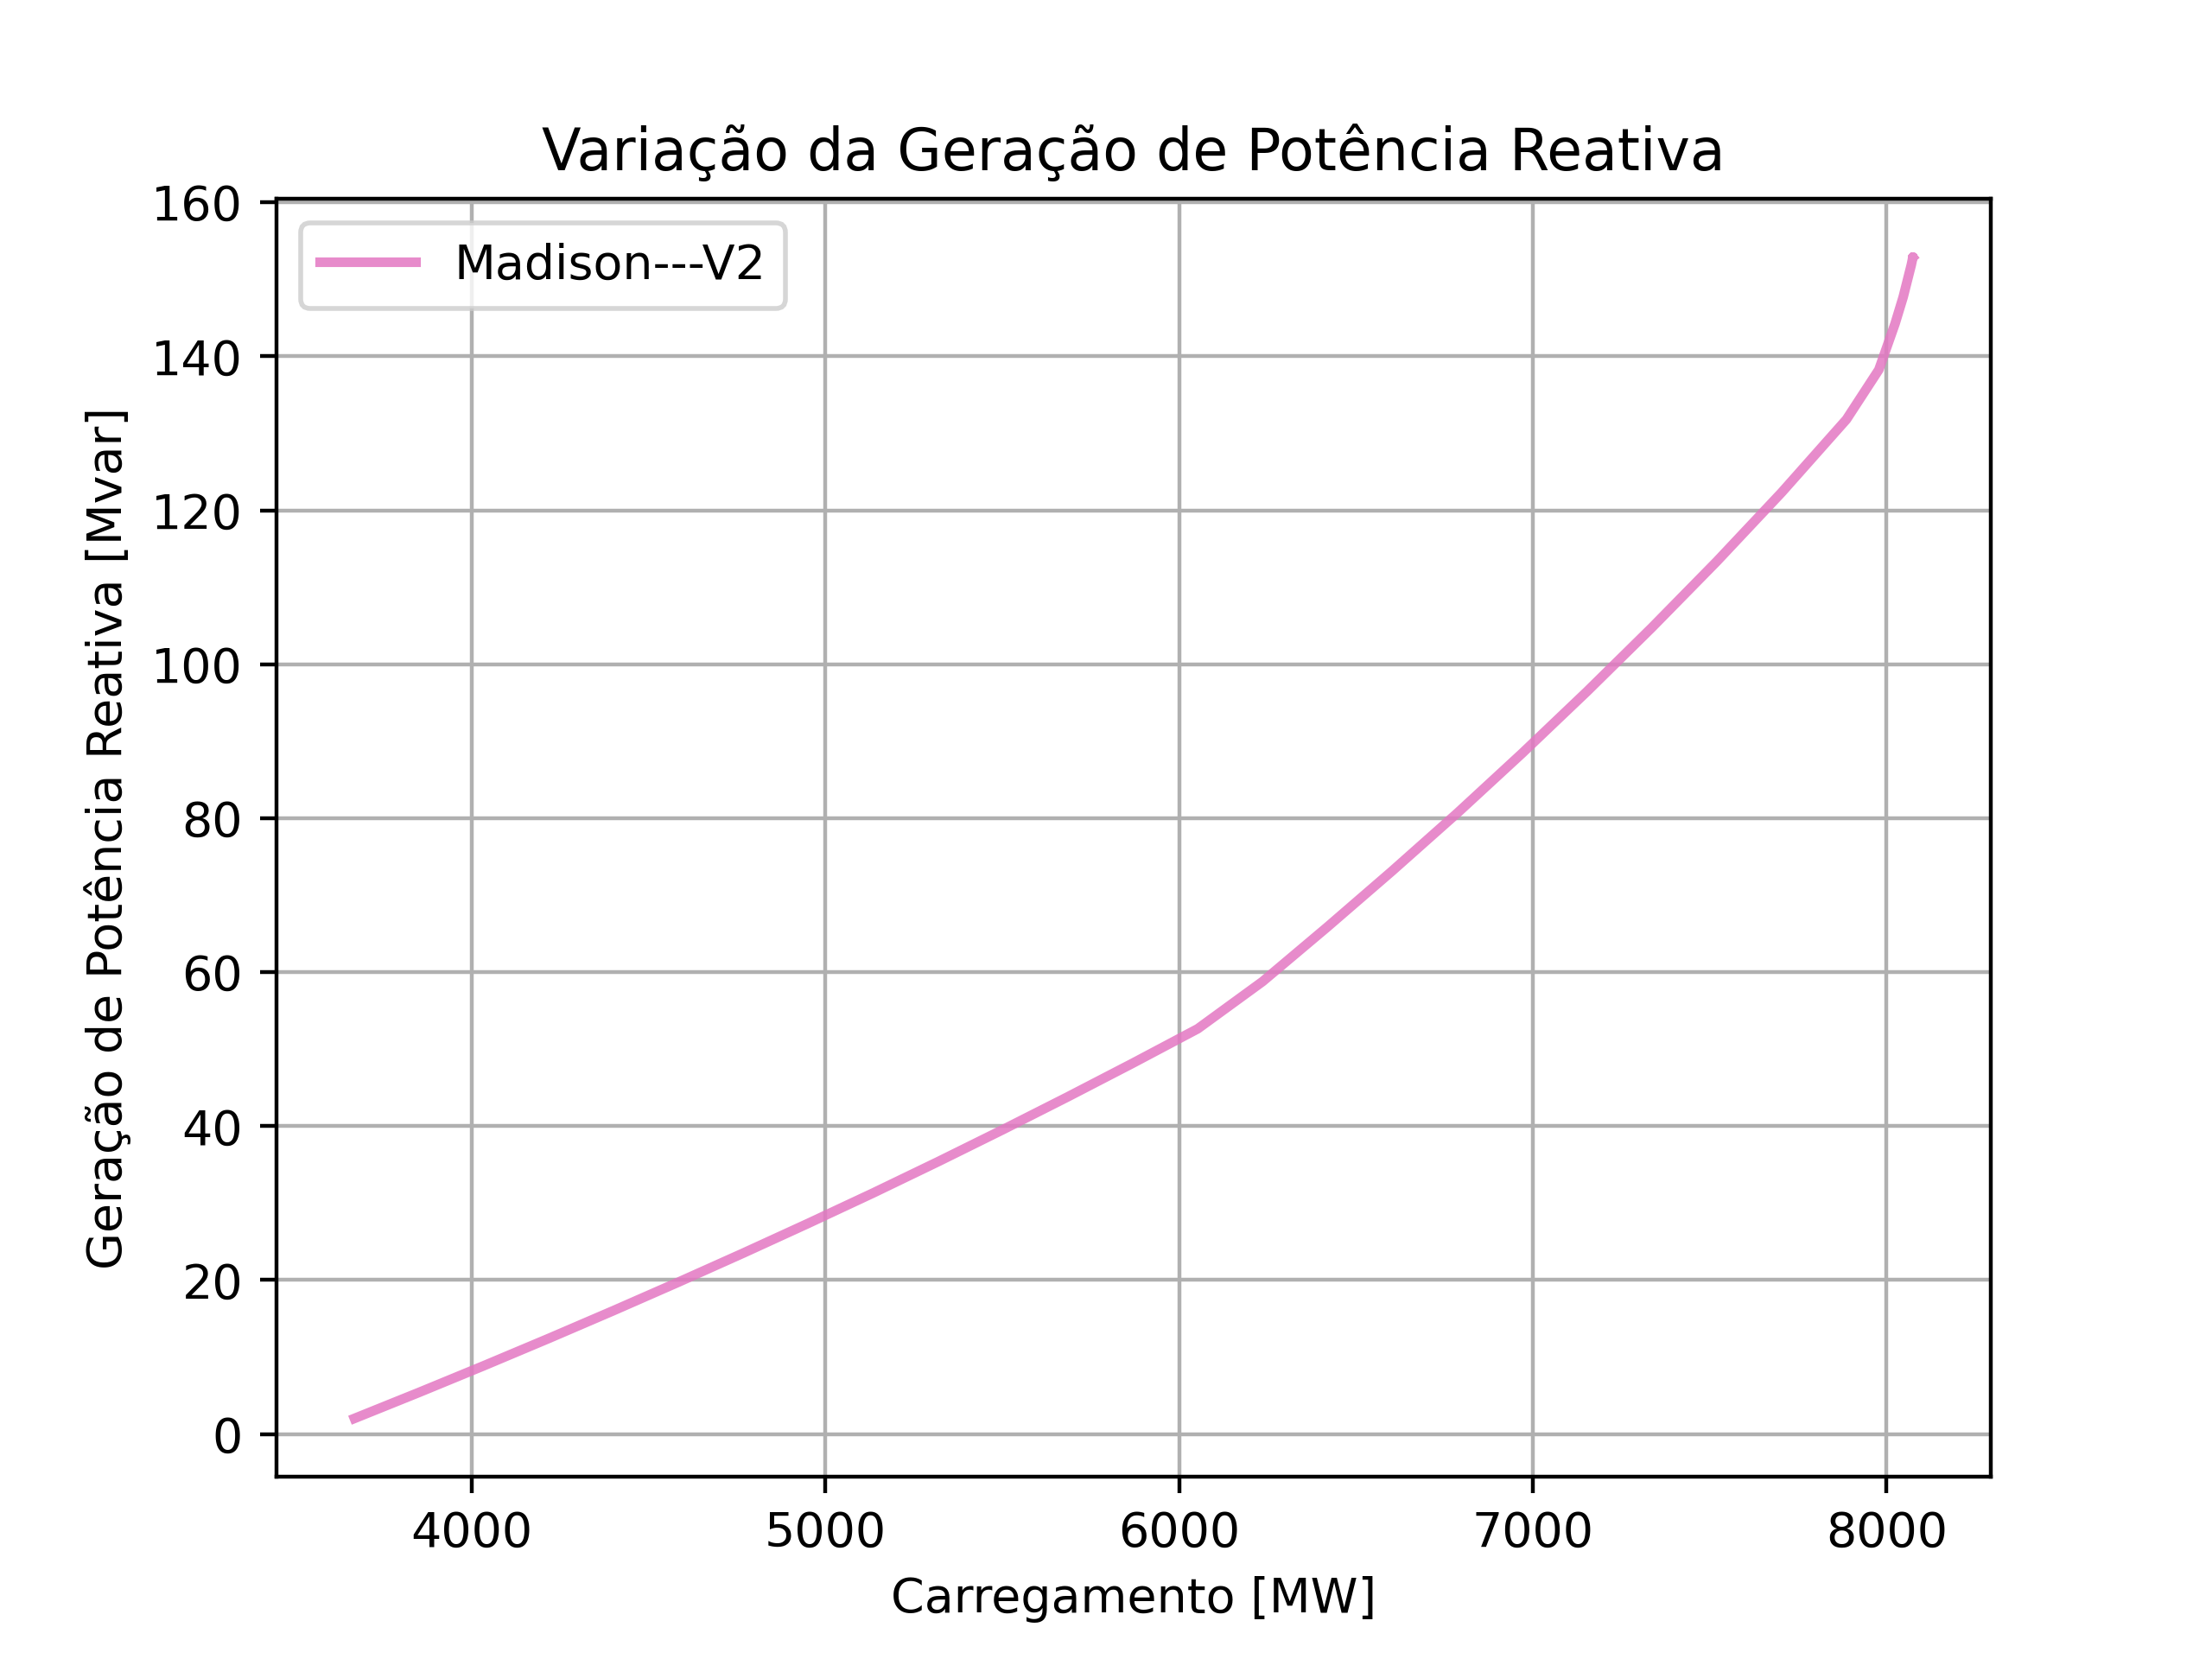 Variação da Geração de Potência Reativa
Madison---V2
Geração de Potência Reativa [Mvar]
160
140
120
100
80
60
40
20
0
4000 5000 6000 7000 8000
Carregamento [MW]